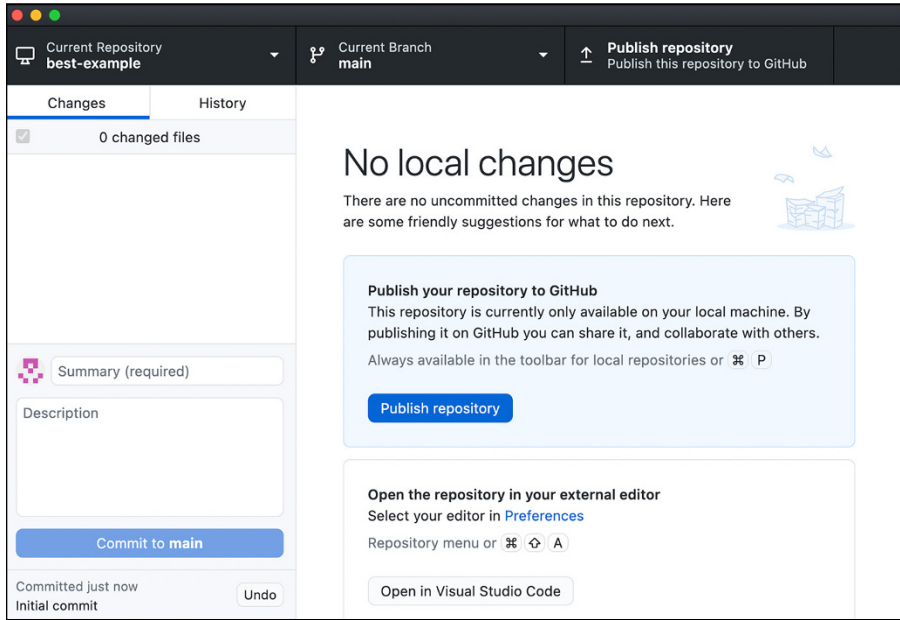 Current Repository
best-example
Current Branch
main
Publish repository
Publish this repository to GitHub
Changes
History
0 changed files
No local changes
There are no uncommitted changes in this repository. Here
are some friendly suggestions for what to do next.
Publish your repository to GitHub
This repository is currently only available on your local machine. By
publishing it on GitHub you can share it, and collaborate with others.
Always available in the toolbar for local repositories or ⌘ P
Publish repository
Summary (required)
Description
Commit to main
Committed just now
Initial commit
Undo
Open the repository in your external editor
Select your editor in Preferences
Repository menu or ⌘ ⇧ A
Open in Visual Studio Code